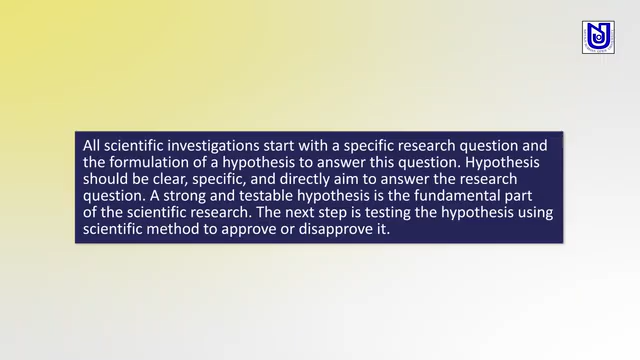 All scientific investigations start with a specific research question and
the formulation of a hypothesis to answer this question. Hypothesis
should be clear, specific, and directly aim to answer the research
question. A strong and testable hypothesis is the fundamental part
of the scientific research. The next step is testing the hypothesis using
scientific method to approve or disapprove it.